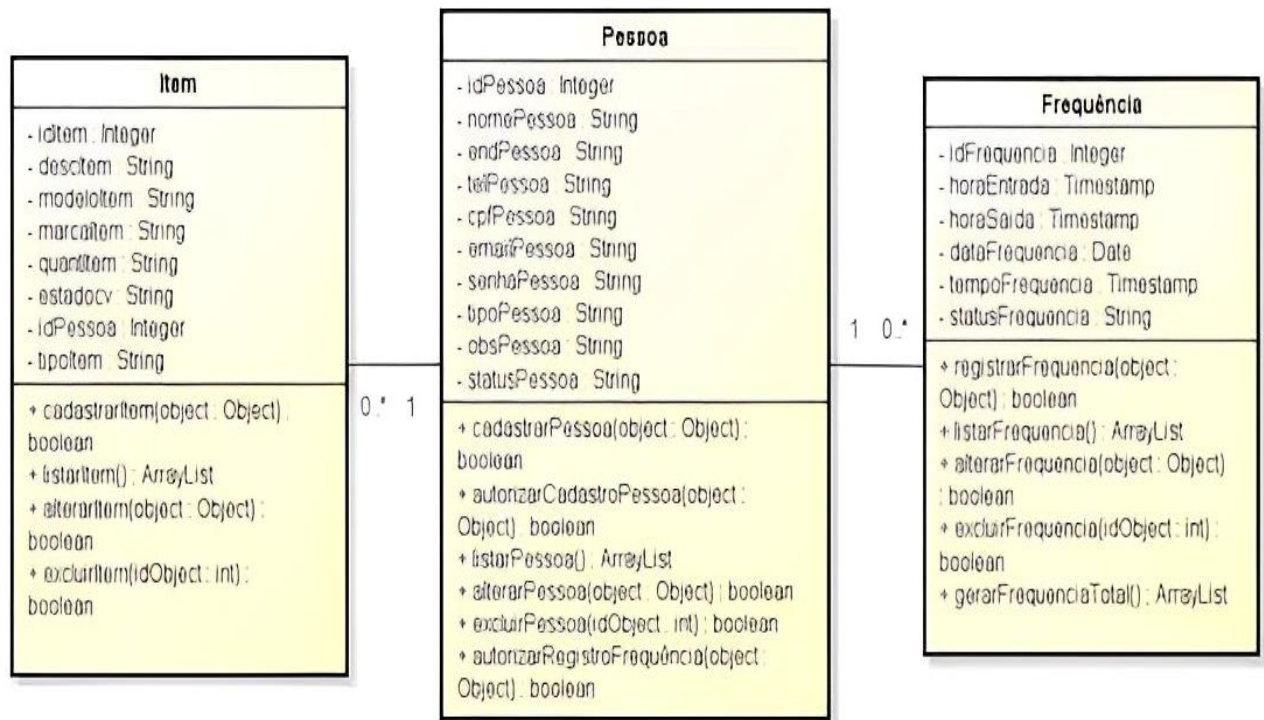 Item
- idItem : Integer
- descItem : String
- modeloItem : String
- marcaItem : String
- quantItem : String
- estadocv : String
- idPessoa : Integer
- tipoItem : String
+ cadastrarItem(object : Object) :
boolean
+ listarItem() : ArrayList
+ alterarItem(object : Object) :
boolean
+ excluirItem(idObject : int) :
boolean
0..* 1
Pessoa
- idPessoa : Integer
- nomePessoa : String
- endPessoa : String
- telPessoa : String
- cpfPessoa : String
- emailPessoa : String
- senhaPessoa : String
- tipoPessoa : String
- obsPessoa : String
- statusPessoa : String
+ cadastrarPessoa(object : Object) :
boolean
+ autorizarCadastroPessoa(object :
Object) : boolean
+ listarPessoa() : ArrayList
+ alterarPessoa(object : Object) : boolean
+ excluirPessoa(idObject : int) : boolean
+ autorizarRegistroFrequência(object :
Object) : boolean
1 0..*
Frequência
- idFrequencia : Integer
- horaEntrada : Timestamp
- horaSaida : Timestamp
- dataFrequencia : Date
- tempoFrequencia : Timestamp
- statusFrequencia : String
+ registrarFrequencia(object :
Object) : boolean
+ listarFrequencia() : ArrayList
+ alterarFrequencia(object : Object)
: boolean
+ excluirFrequencia(idObject : int) :
boolean
+ gerarFrequenciaTotal() : ArrayList